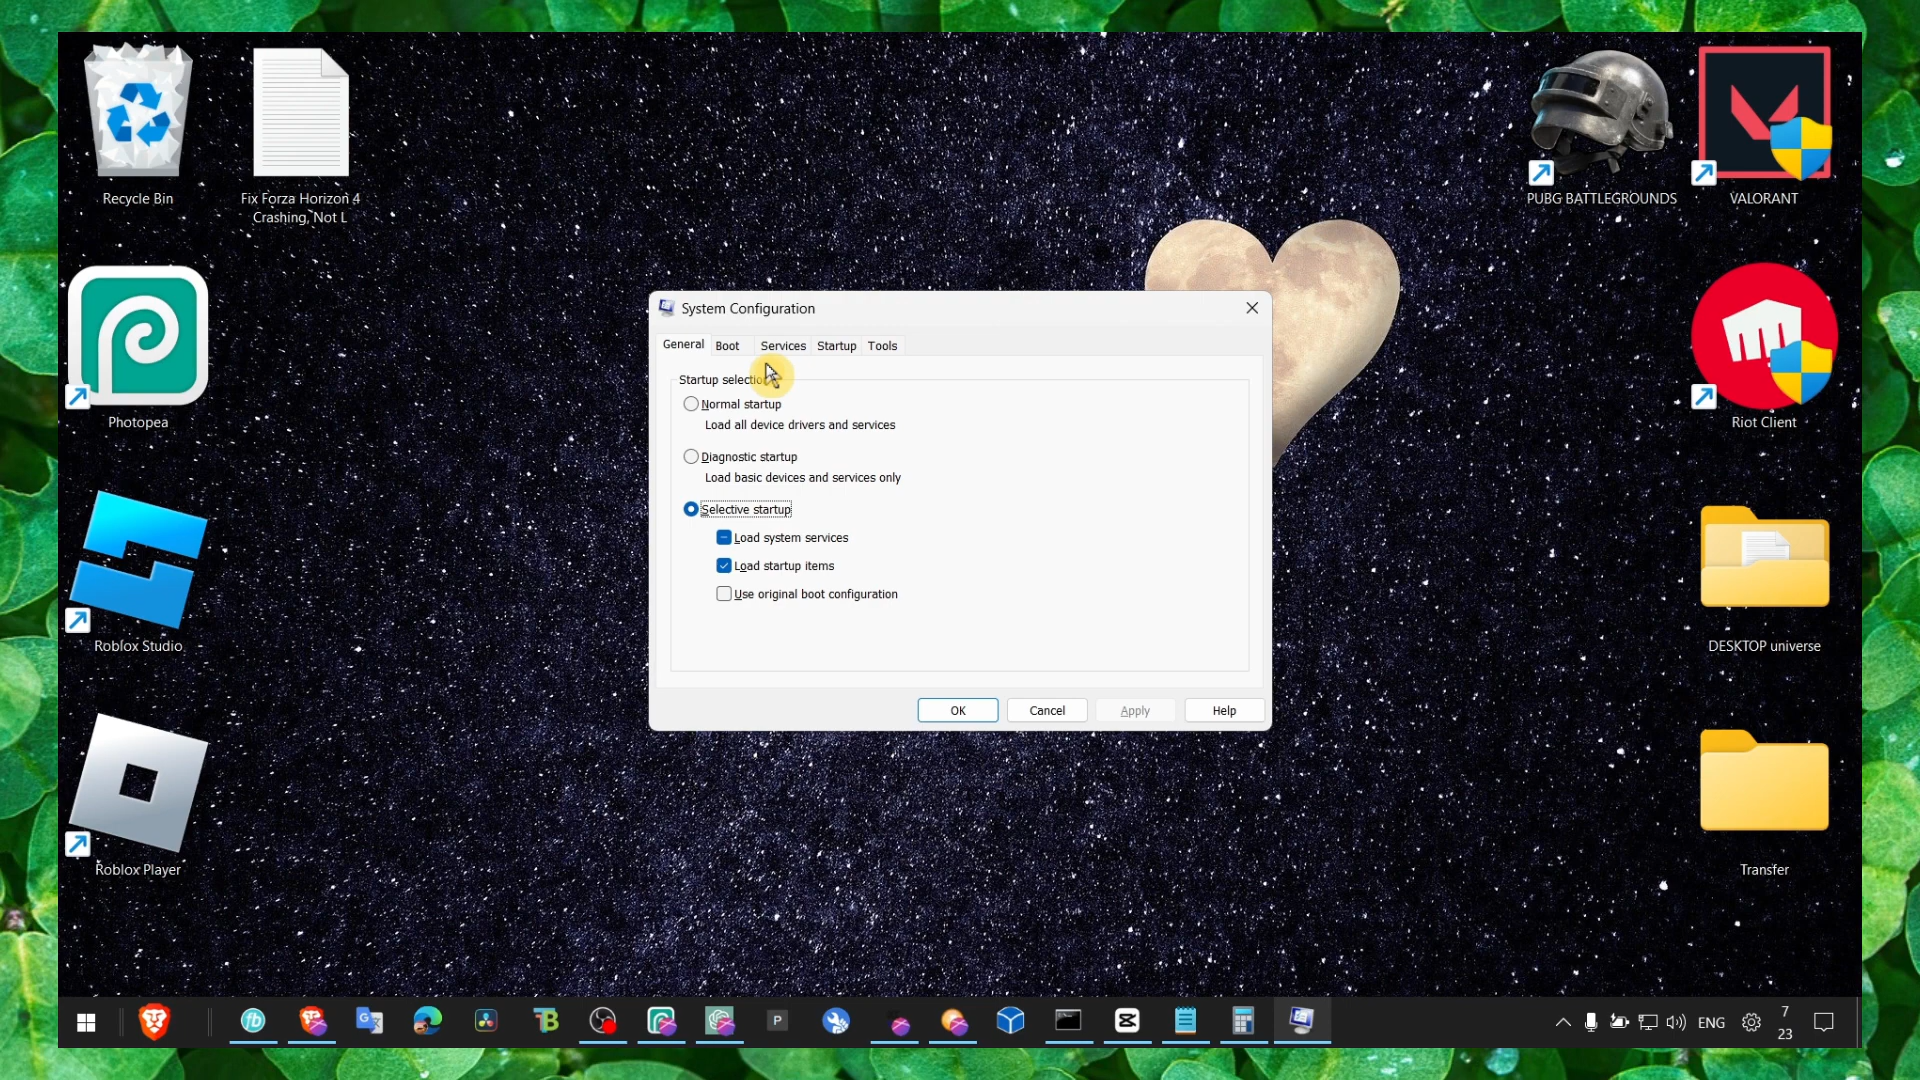 Recycle Bin
Fix Forza Horizon 4
Crashing, Not L
PUBG BATTLEGROUNDS
VALORANT
System Configuration
General
Boot
Services
Startup
Tools
Photopea
Riot Client
Normal startup
Load all device drivers and services
Diagnostic startup
Load basic devices and services only
Selective startup
Load system services
Load startup items
Use original boot configuration
Roblox Studio
DESKTOP universe
OK
Cancel
Apply
Help
Roblox Player
Transfer
fb
G
TB
P
ENG
7
23